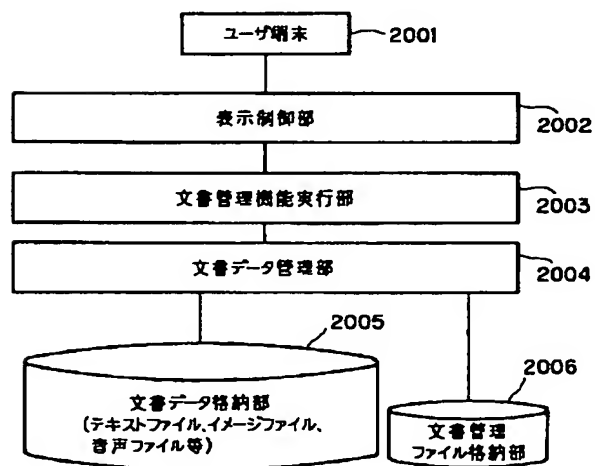 ユーザ端末
2001
表示制御部
2002
文書管理機能実行部
2003
文書データ管理部
2004
2005
文書データ格納部
(テキストファイル、イメージファイル、
音声ファイル等)
2006
文書管理
ファイル格納部